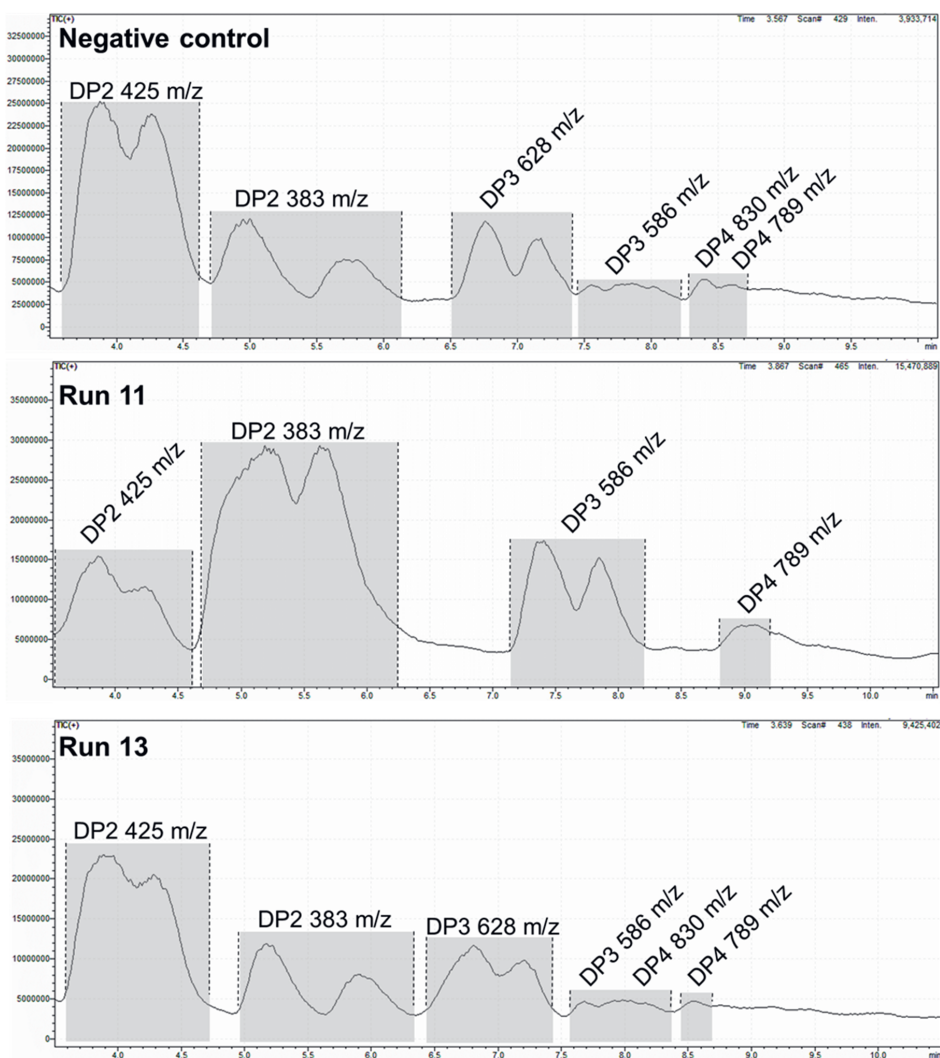 TIC(+)
Time 3.567 Scan# 429 Inten. 3,933,714
Negative control
DP2 425 m/z
DP2 383 m/z
DP3 628 m/z
DP3 586 m/z
DP4 830 m/z
DP4 789 m/z
32500000
30000000
27500000
25000000
22500000
20000000
17500000
15000000
12500000
10000000
7500000
5000000
2500000
0
4.0 4.5 5.0 5.5 6.0 6.5 7.0 7.5 8.0 8.5 9.0 9.5 min
TIC(+)
Time 3.867 Scan# 465 Inten. 15,470,889
Run 11
DP2 425 m/z
DP2 383 m/z
DP3 586 m/z
DP4 789 m/z
35000000
30000000
25000000
20000000
15000000
10000000
5000000
0
4.0 4.5 5.0 5.5 6.0 6.5 7.0 7.5 8.0 8.5 9.0 9.5 10.0 min
TIC(+)
Time 3.639 Scan# 438 Inten. 9,425,402
Run 13
DP2 425 m/z
DP2 383 m/z
DP3 628 m/z
DP3 586 m/z
DP4 830 m/z
DP4 789 m/z
35000000
30000000
25000000
20000000
15000000
10000000
5000000
0
4.0 4.5 5.0 5.5 6.0 6.5 7.0 7.5 8.0 8.5 9.0 9.5 10.0 min